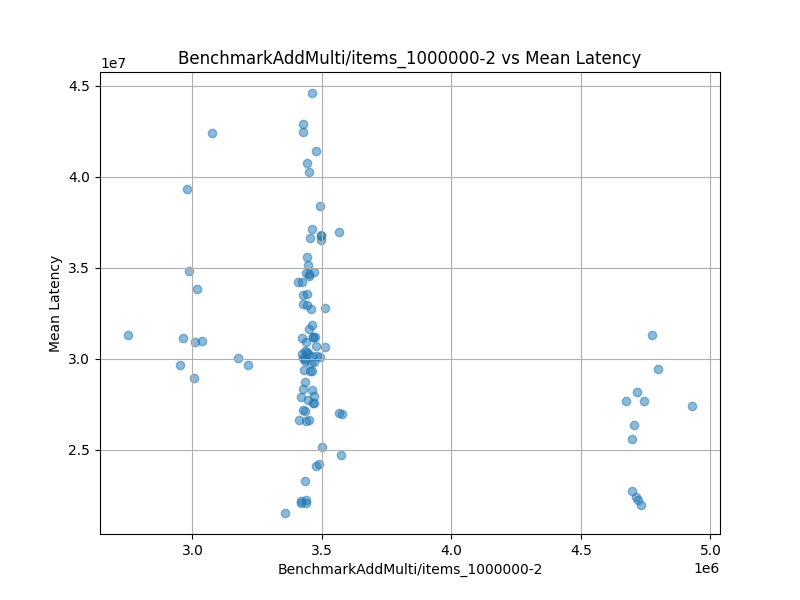 BenchmarkAddMulti/items_1000000-2 vs Mean Latency
1e7
4.5
4.0
3.5
3.0
2.5
Mean Latency
3.0 3.5 4.0 4.5 5.0
BenchmarkAddMulti/items_1000000-2
1e6